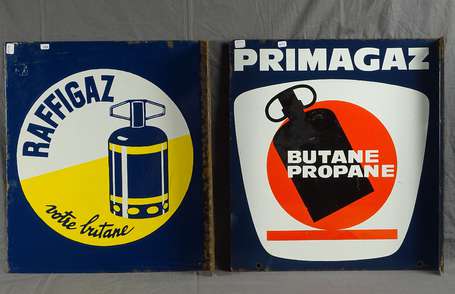 RAFFIGAZ
votre butane
PRIMAGAZ
BUTANE
PROPANE